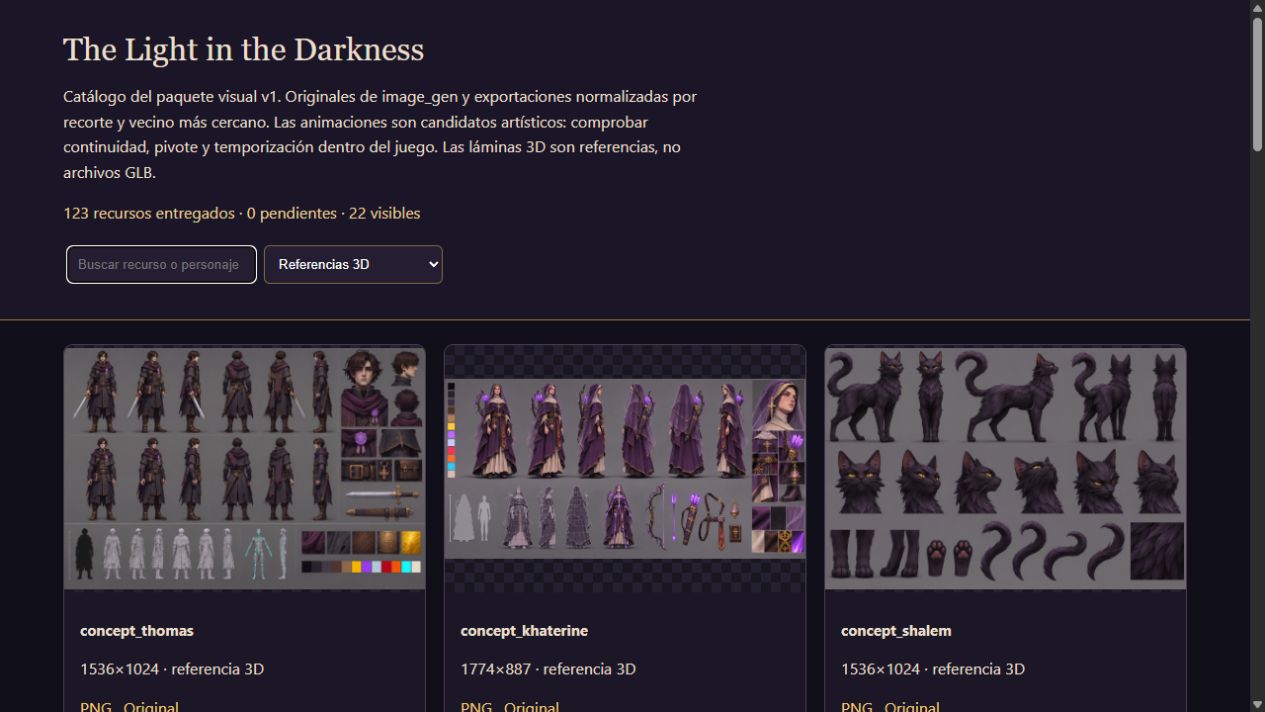 The Light in the Darkness
Catálogo del paquete visual v1. Originales de image_gen y exportaciones normalizadas por
recorte y vecino más cercano. Las animaciones son candidatos artísticos: comprobar
continuidad, pivote y temporización dentro del juego. Las láminas 3D son referencias, no
archivos GLB.
123 recursos entregados · 0 pendientes · 22 visibles
Buscar recurso o personaje
Referencias 3D
concept_thomas
1536×1024 · referencia 3D
PNG Original
concept_khaterine
1774×887 · referencia 3D
PNG Original
concept_shalem
1536×1024 · referencia 3D
PNG Original